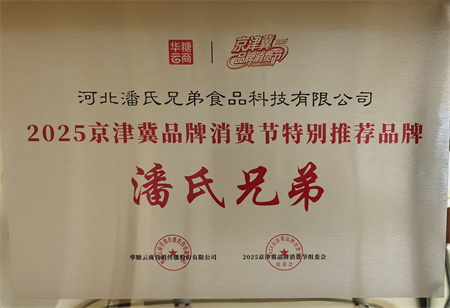 华糖云商
京津冀
品牌消费节
河北潘氏兄弟食品科技有限公司
2025京津冀品牌消费节特别推荐品牌
潘氏兄弟
华糖云商营销传播股份有限公司
2025京津冀品牌消费节组委会